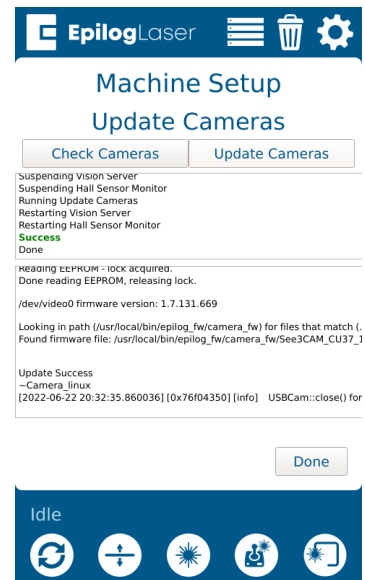 EpilogLaser
Machine Setup
Update Cameras
Check Cameras
Update Cameras
Suspending Vision Server
Suspending Hall Sensor Monitor
Running Update Cameras
Restarting Vision Server
Restarting Hall Sensor Monitor
Success
Done
Reading EEPROM - lock acquired.
Done reading EEPROM, releasing lock.
/dev/video0 firmware version: 1.7.131.669
Looking in path (/usr/local/bin/epilog_fw/camera_fw) for files that match (.
Found firmware file: /usr/local/bin/epilog_fw/camera_fw/See3CAM_CU37_1
Update Success
~Camera_linux
[2022-06-22 20:32:35.860036] [0x76f04350] [info] USBCam::close() for
Done
Idle